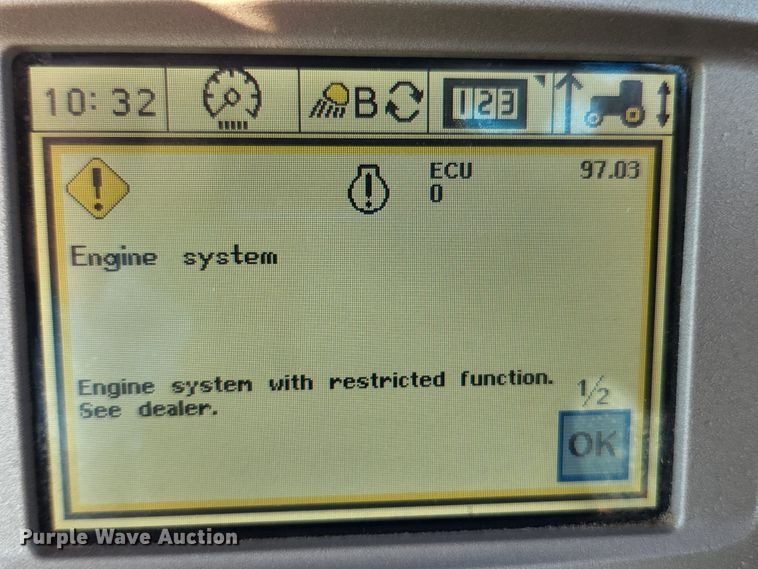 10:32
B
123
ECU 97.03
0
Engine system
Engine system with restricted function.
See dealer.
1/2
OK
Purple Wave Auction